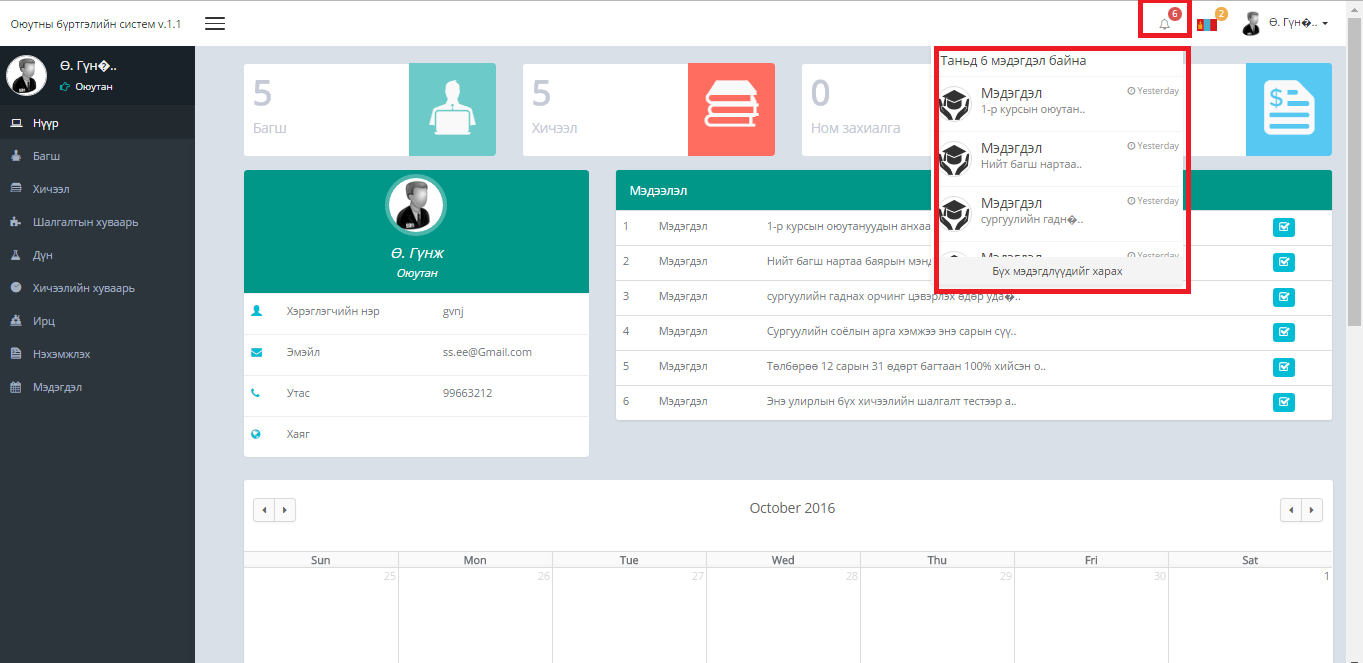 Оюутны бүртгэлийн систем v.1.1
6
2
Ө. Гүн�..
Ө. Гүн�..
Оюутан
Нүүр
Багш
Хичээл
Шалгалтын хуваарь
Дүн
Хичээлийн хуваарь
Ирц
Нэхэмжлэх
Мэдэгдэл
5
Багш
5
Хичээл
0
Ном захиалга
Таньд 6 мэдэгдэл байна
Мэдэгдэл Yesterday
1-р курсын оюутан..
Мэдэгдэл Yesterday
Нийт багш нартаа..
Мэдэгдэл Yesterday
сургуулийн гадн�..
Мэдэгдэл Yesterday
Бүх мэдэгдлүүдийг харах
Ө. Гүнж
Оюутан
Хэрэглэгчийн нэр gvnj
Эмэйл ss.ee@Gmail.com
Утас 99663212
Хаяг
Мэдээлэл
1 Мэдэгдэл 1-р курсын оюутануудын анхаа
2 Мэдэгдэл Нийт багш нартаа баярын мэнд
3 Мэдэгдэл сургуулийн гаднах орчинг цэвэрлэх өдөр уда�..
4 Мэдэгдэл Сургуулийн соёлын арга хэмжээ энэ сарын сүү..
5 Мэдэгдэл Төлбөрөө 12 сарын 31 өдөрт багтаан 100% хийсэн о..
6 Мэдэгдэл Энэ улирлын бүх хичээлийн шалгалт тестээр а..
October 2016
Sun Mon Tue Wed Thu Fri Sat
25 26 27 28 29 30 1